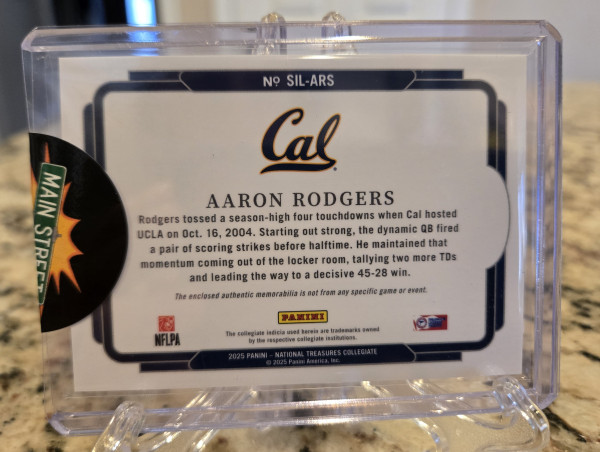 Nº SIL-ARS
Cal
AARON RODGERS
Rodgers tossed a season-high four touchdowns when Cal hosted
UCLA on Oct. 16, 2004. Starting out strong, the dynamic QB fired
a pair of scoring strikes before halftime. He maintained that
momentum coming out of the locker room, tallying two more TDs
and leading the way to a decisive 45-28 win.
The enclosed authentic memorabilia is not from any specific game or event.
PANINI
NFLPA
The collegiate indicia used herein are trademarks owned
by the respective collegiate institutions.
2025 PANINI – NATIONAL TREASURES COLLEGIATE
© 2025 Panini America, Inc.
MAIN STREET